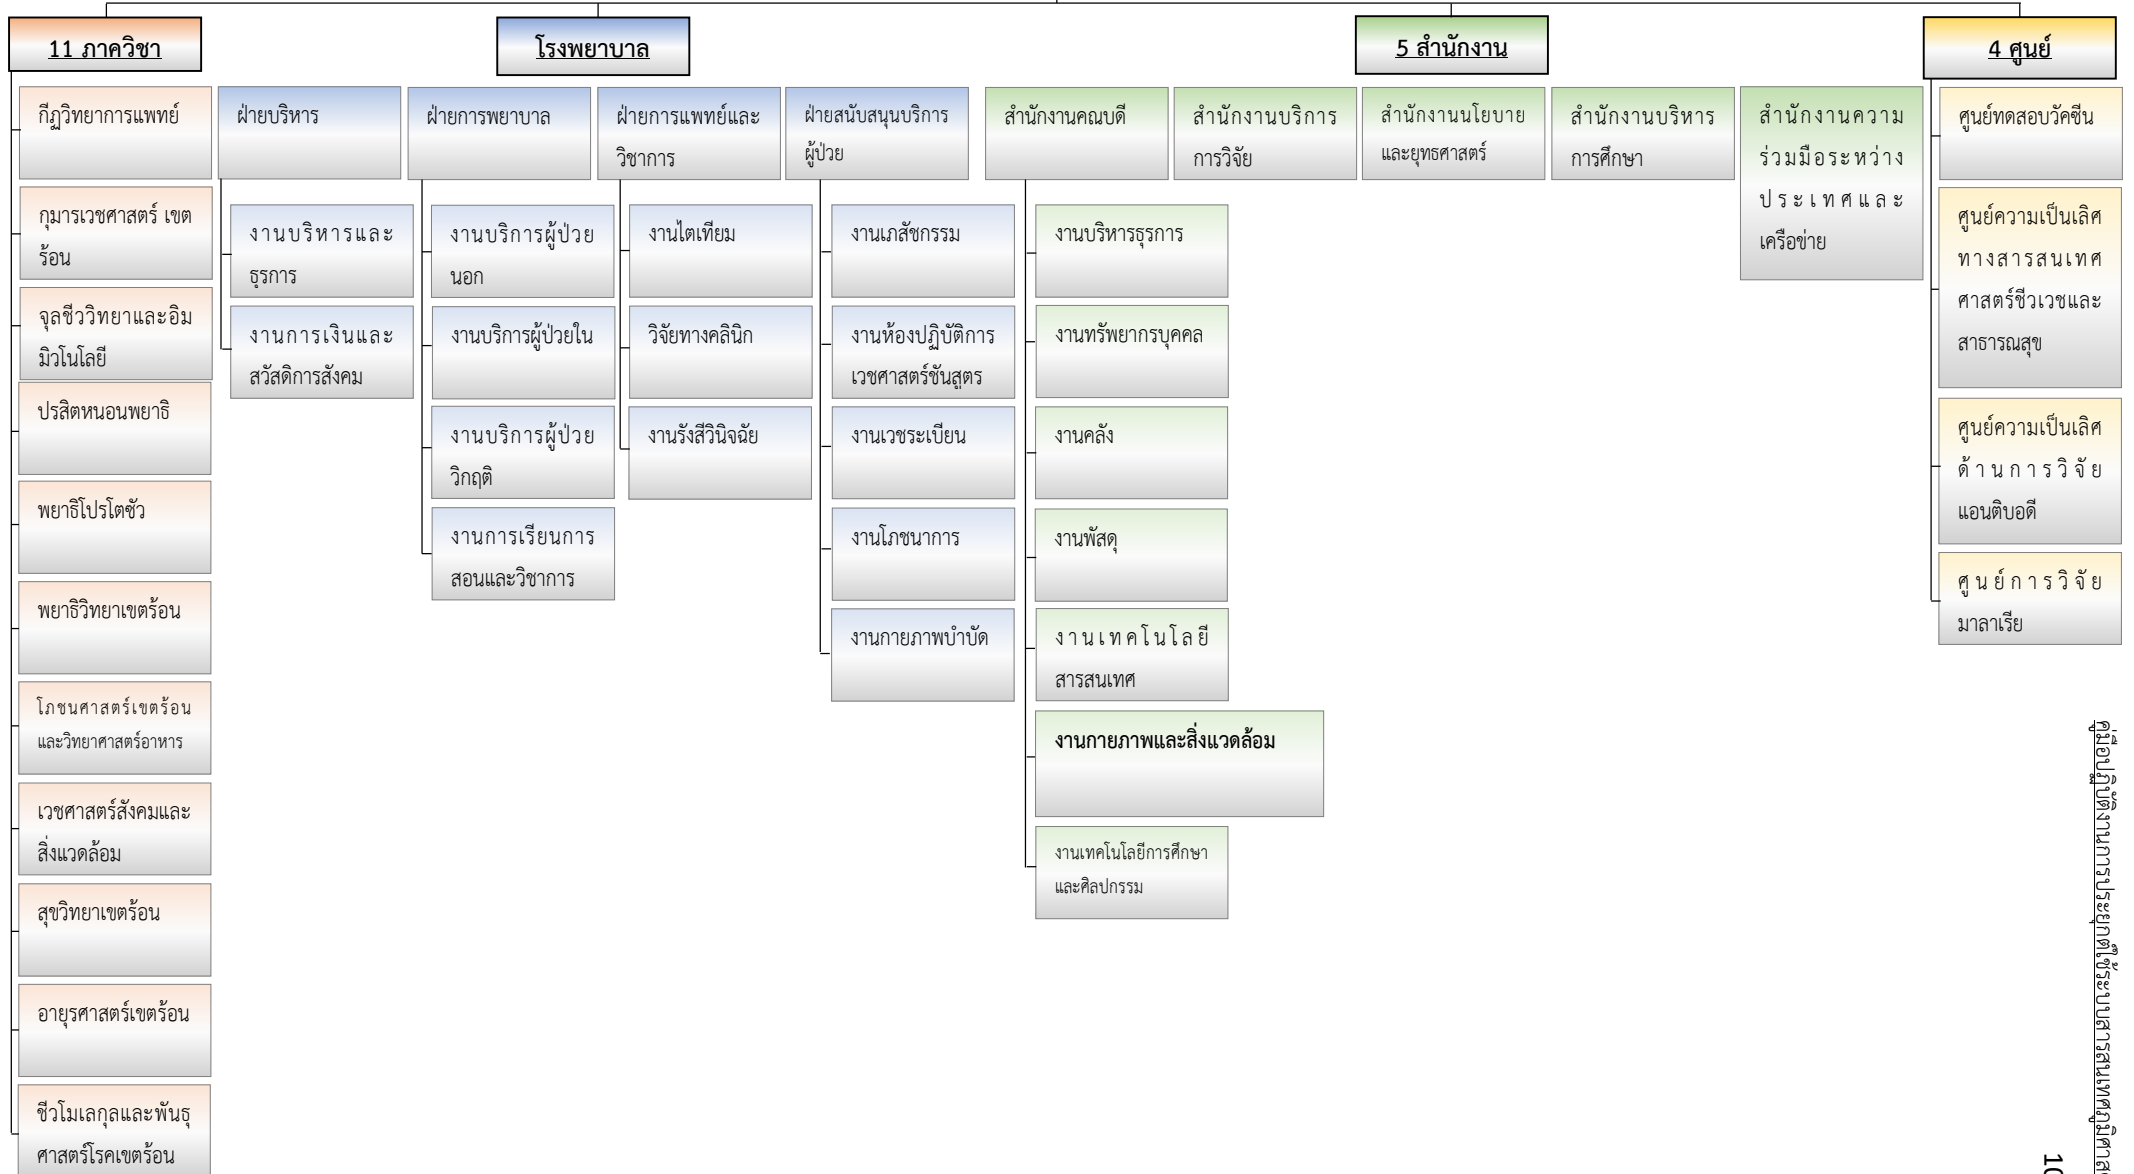 11 ภาควิชา
โรงพยาบาล
5 สำนักงาน
4 ศูนย์
กีฏวิทยาการแพทย์
กุมารเวชศาสตร์ เขต
ร้อน
จุลชีววิทยาและอิม
มิวโนโลยี
ปรสิตหนอนพยาธิ
พยาธิโปรโตซัว
พยาธิวิทยาเขตร้อน
โภชนศาสตร์เขตร้อน
และวิทยาศาสตร์อาหาร
เวชศาสตร์สังคมและ
สิ่งแวดล้อม
สุขวิทยาเขตร้อน
อายุรศาสตร์เขตร้อน
ชีวโมเลกุลและพันธุ
ศาสตร์โรคเขตร้อน
ฝ่ายบริหาร
งานบริหารและ
ธุรการ
งานการเงินและ
สวัสดิการสังคม
ฝ่ายการพยาบาล
งานบริการผู้ป่วย
นอก
งานบริการผู้ป่วยใน
งานบริการผู้ป่วย
วิกฤติ
งานการเรียนการ
สอนและวิชาการ
ฝ่ายการแพทย์และ
วิชาการ
งานไตเทียม
วิจัยทางคลินิก
งานรังสีวินิจฉัย
ฝ่ายสนับสนุนบริการ
ผู้ป่วย
งานเภสัชกรรม
งานห้องปฏิบัติการ
เวชศาสตร์ชันสูตร
งานเวชระเบียน
งานโภชนาการ
งานกายภาพบำบัด
สำนักงานคณบดี
งานบริหารธุรการ
งานทรัพยากรบุคคล
งานคลัง
งานพัสดุ
งานเทคโนโลยี
สารสนเทศ
งานกายภาพและสิ่งแวดล้อม
งานเทคโนโลยีการศึกษา
และศิลปกรรม
สำนักงานบริการ
การวิจัย
สำนักงานนโยบาย
และยุทธศาสตร์
สำนักงานบริหาร
การศึกษา
สำนักงานความ
ร่วมมือระหว่าง
ประเทศและ
เครือข่าย
ศูนย์ทดสอบวัคซีน
ศูนย์ความเป็นเลิศ
ทางสารสนเทศ
ศาสตร์ชีวเวชและ
สาธารณสุข
ศูนย์ความเป็นเลิศ
ด้านการวิจัย
แอนติบอดี
ศูนย์การวิจัย
มาลาเรีย
คู่มือปฏิบัติงานการประยุกต์ใช้ระบบสารสนเทศภูมิศาส
10